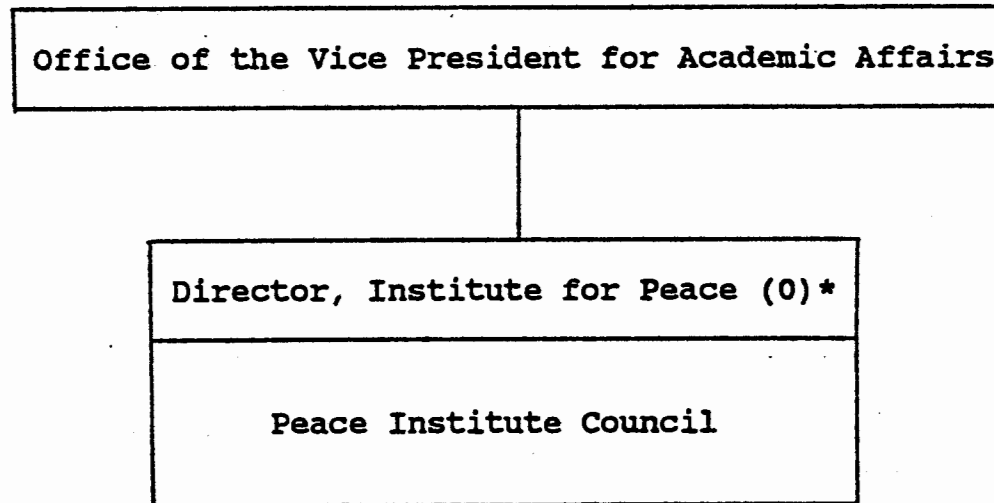 Office of the Vice President for Academic Affairs
Director, Institute for Peace (0)*
Peace Institute Council